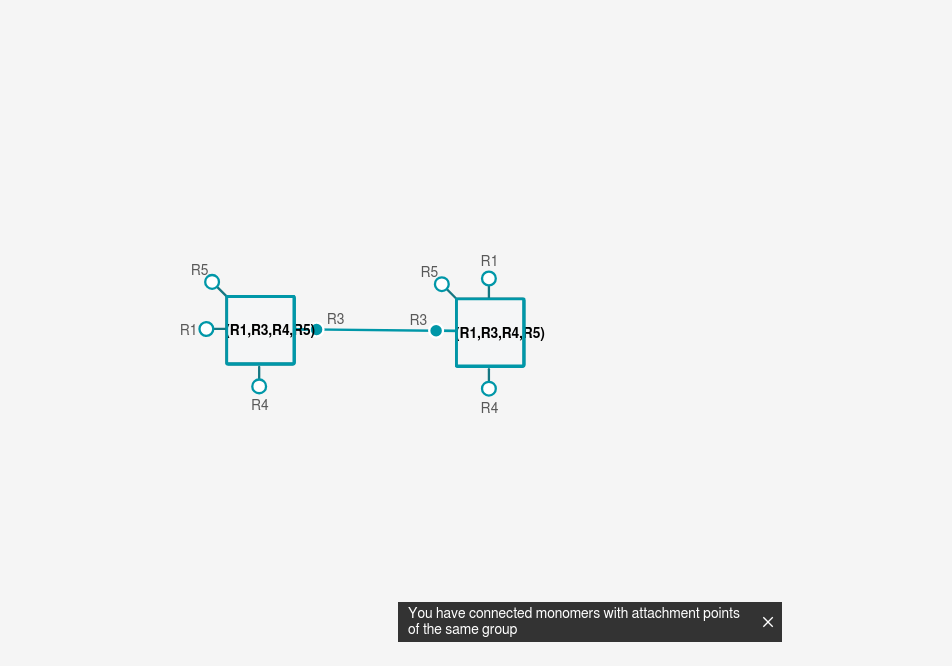 R1
R5
R5
R3
R3
R1
(R1,R3,R4,R5)
(R1,R3,R4,R5)
R4
R4
You have connected monomers with attachment points
of the same group